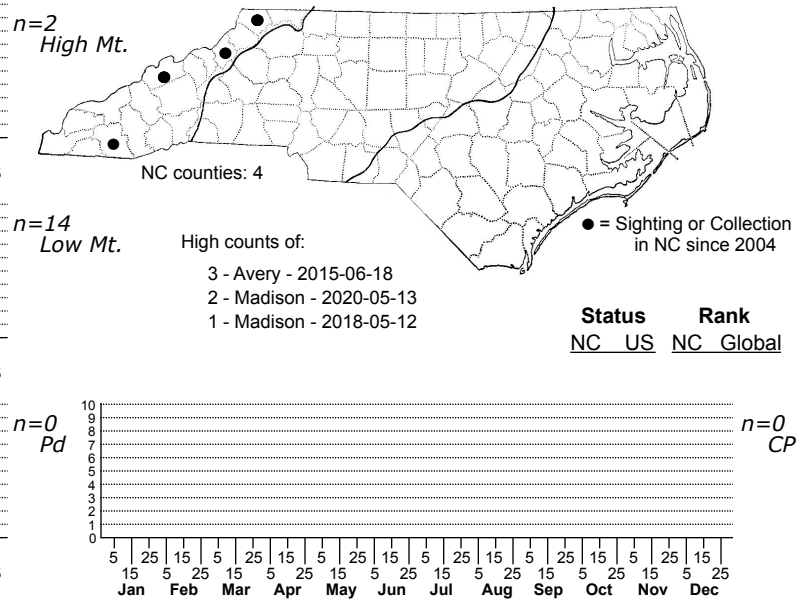 n=2
High Mt.
NC counties: 4
n=14
Low Mt.
High counts of:
3 - Avery - 2015-06-18
2 - Madison - 2020-05-13
1 - Madison - 2018-05-12
● = Sighting or Collection
in NC since 2004
Status Rank
NC US NC Global
n=0
Pd
10
9
8
7
6
5
4
3
2
1
0
n=0
CP
5 25 15 5 25 15 5 25 15 5 25 15 5 25 15 5 25 15
15 5 25 15 5 25 15 5 25 15 5 25 15 5 25 15 5 25
Jan Feb Mar Apr May Jun Jul Aug Sep Oct Nov Dec